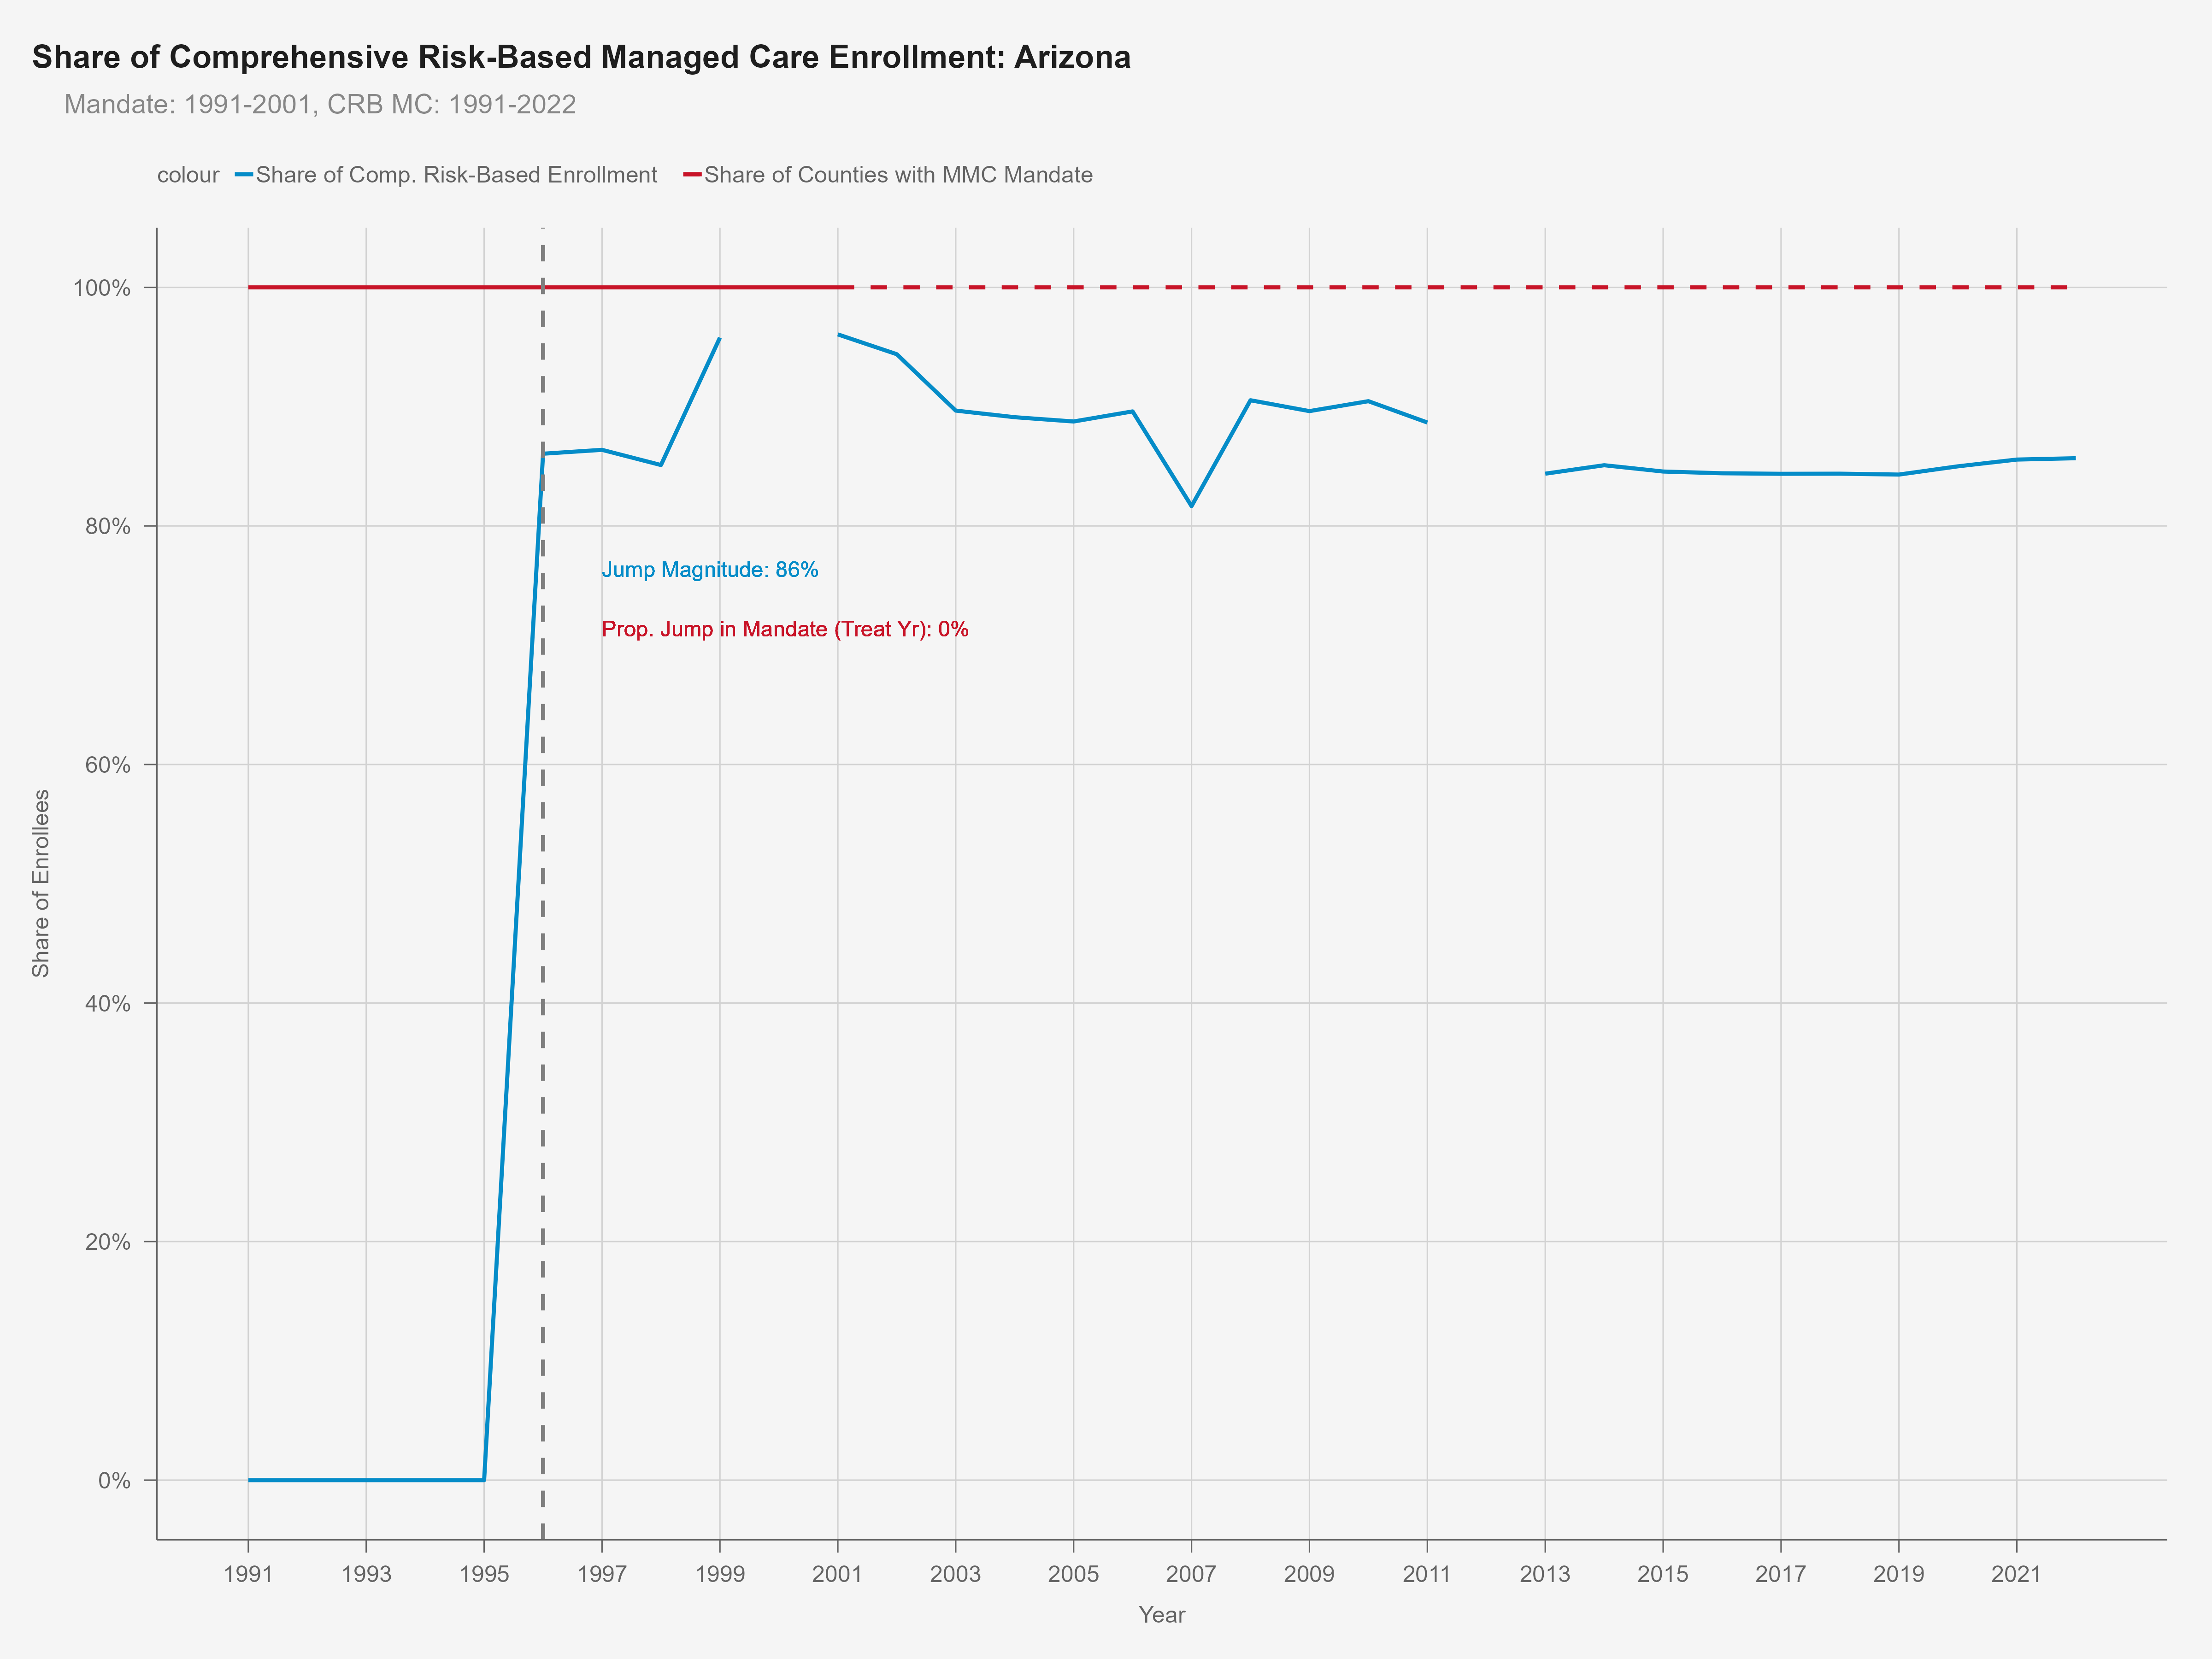 Share of Comprehensive Risk-Based Managed Care Enrollment: Arizona
Mandate: 1991-2001, CRB MC: 1991-2022
colour Share of Comp. Risk-Based Enrollment Share of Counties with MMC Mandate
100%
80%
Jump Magnitude: 86%
Prop. Jump in Mandate (Treat Yr): 0%
60%
Share of Enrollees
40%
20%
0%
1991 1993 1995 1997 1999 2001 2003 2005 2007 2009 2011 2013 2015 2017 2019 2021
Year